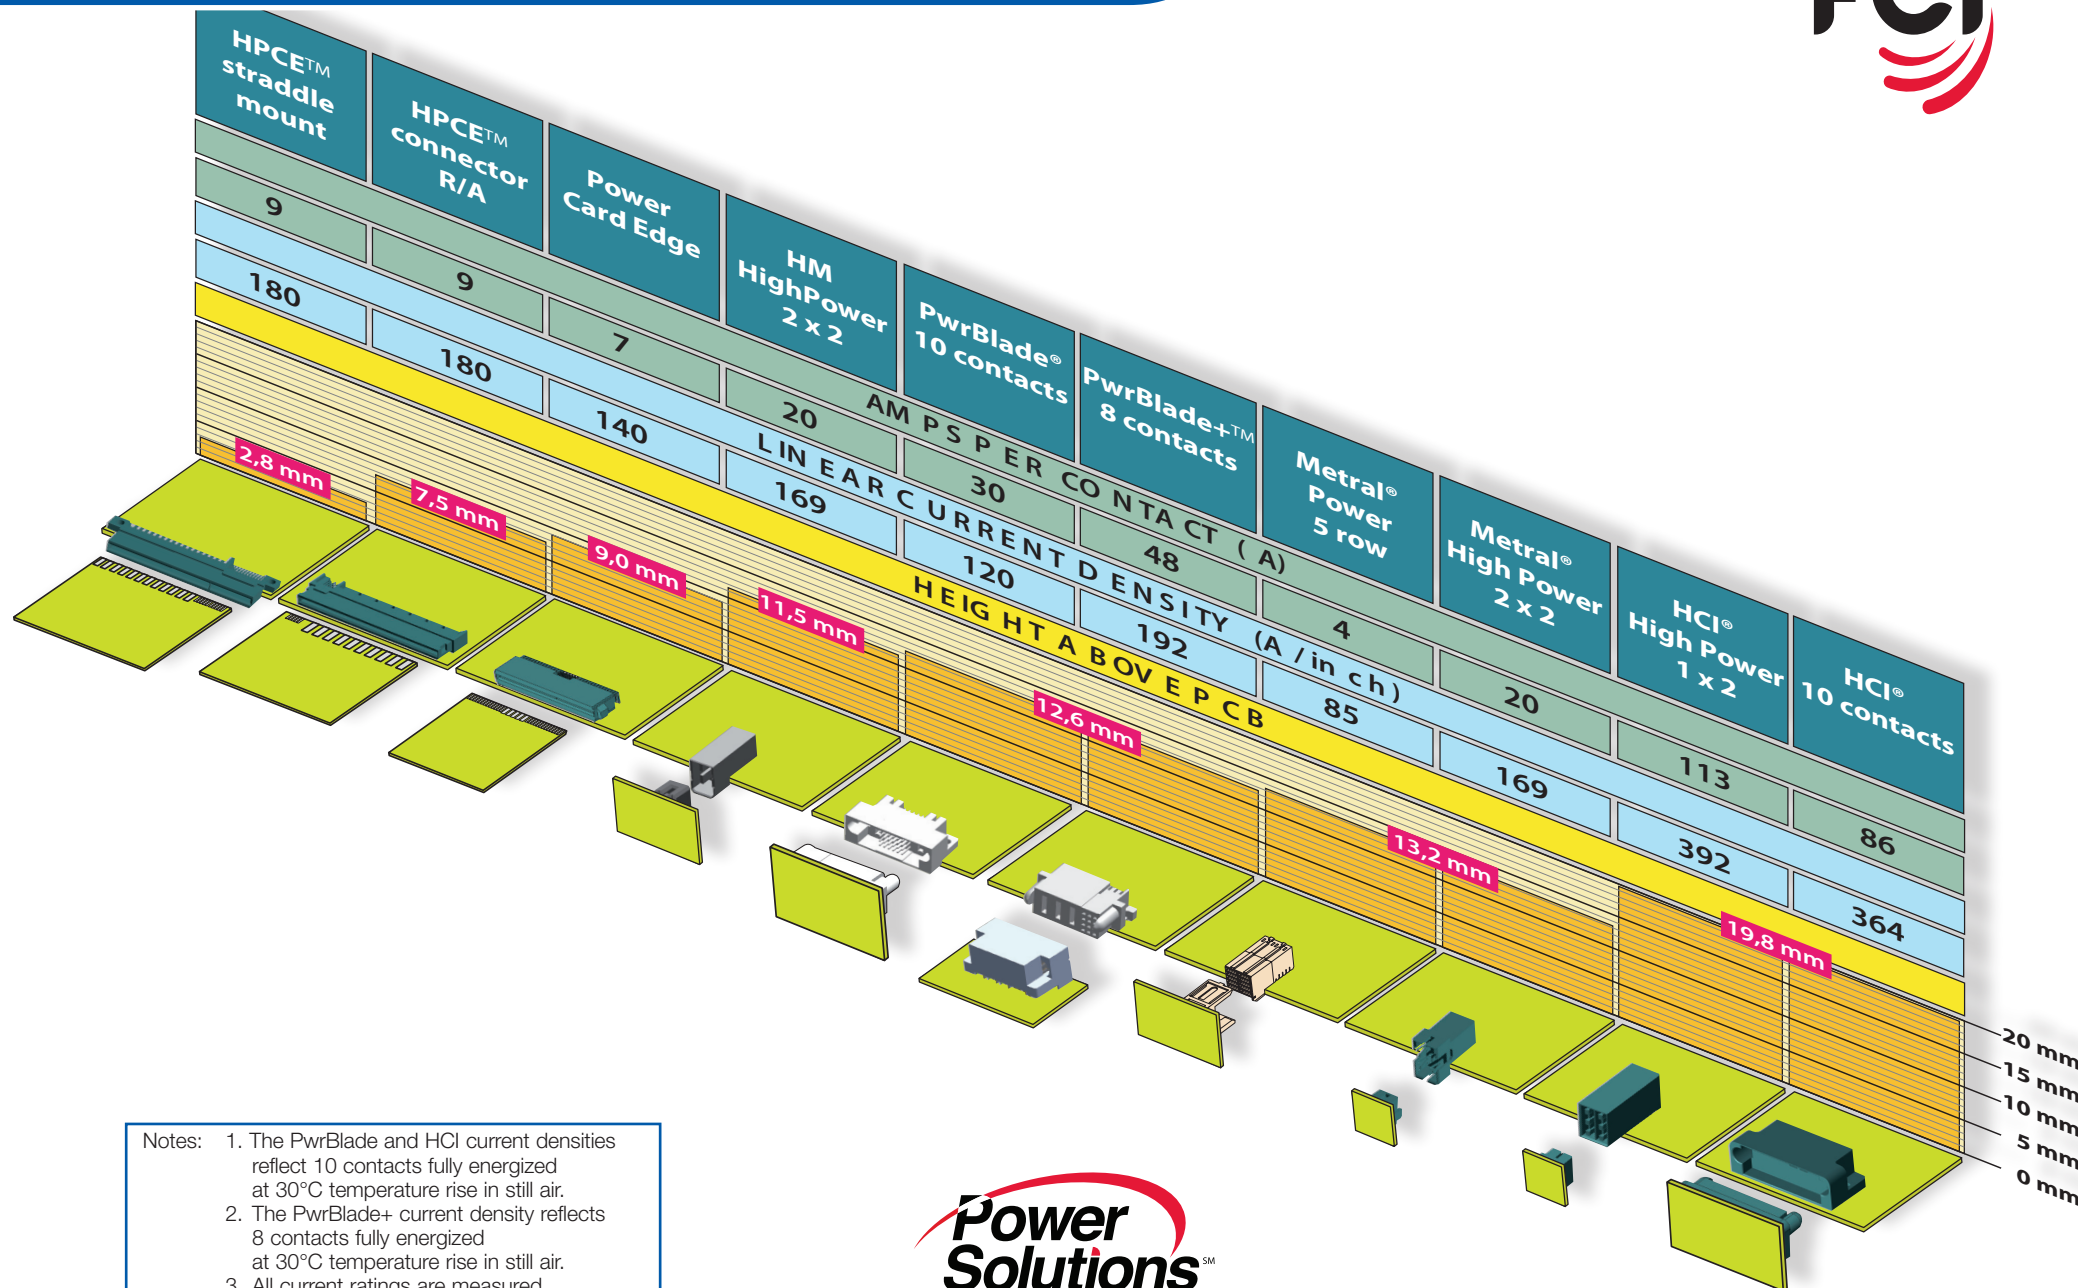 FCI
HPCE™
straddle
mount
HPCE™
connector
R/A
Power
Card Edge
HM
HighPower
2 x 2
PwrBlade®
10 contacts
PwrBlade+™
8 contacts
Metral®
Power
5 row
Metral®
High Power
2 x 2
HCI®
High Power
1 x 2
HCI®
10 contacts
AMPS PER CONTACT (A)
9
9
7
20
30
48
4
20
113
86
LINEAR CURRENT DENSITY (A/inch)
180
180
140
169
120
192
85
169
392
364
HEIGHT ABOVE PCB
2,8 mm
7,5 mm
9,0 mm
11,5 mm
12,6 mm
13,2 mm
19,8 mm
20 mm
15 mm
10 mm
5 mm
0 mm
Notes: 1. The PwrBlade and HCI current densities
reflect 10 contacts fully energized
at 30°C temperature rise in still air.
2. The PwrBlade+ current density reflects
8 contacts fully energized
at 30°C temperature rise in still air.
3. All current ratings are measured
Power
Solutions℠